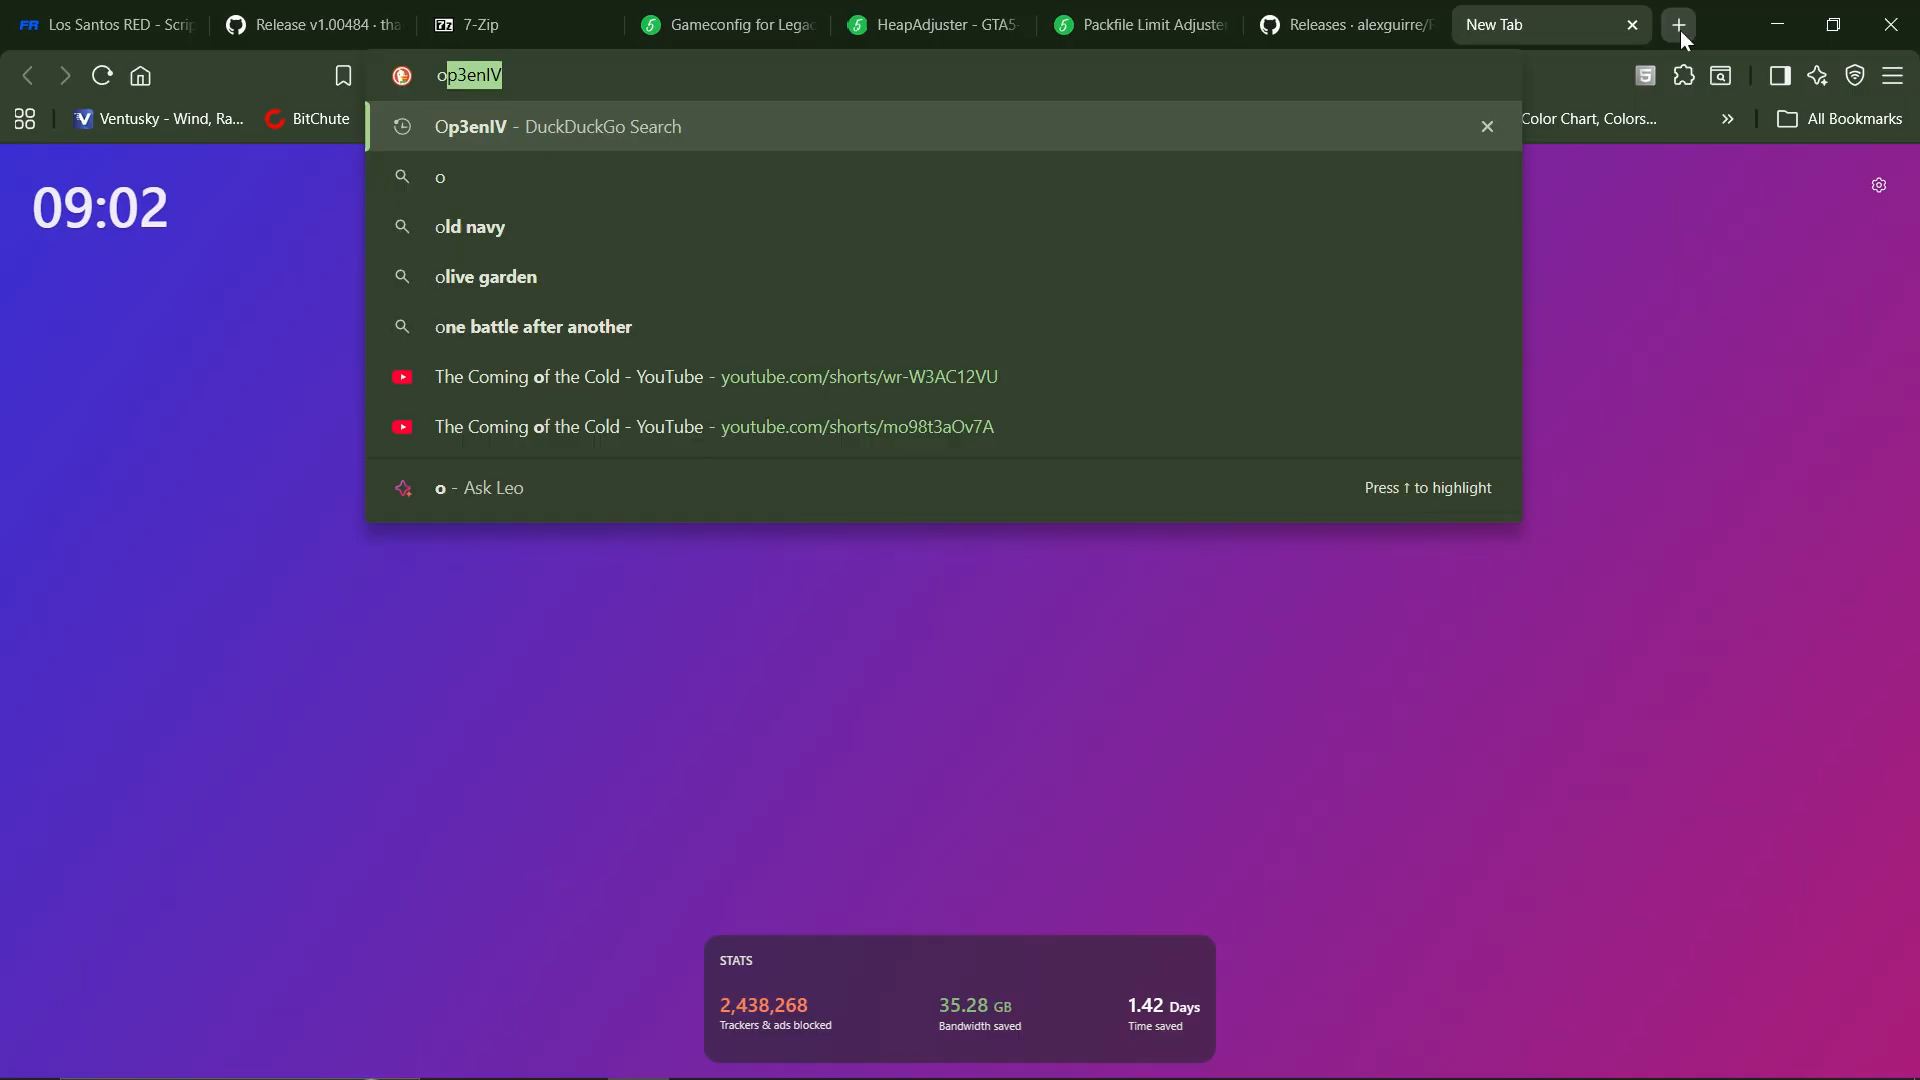 Los Santos RED - Scrip
Release v1.00484 · tha
7-Zip
Gameconfig for Legac
HeapAdjuster - GTA5-
Packfile Limit Adjuste
Releases · alexguirre/F
New Tab
op3enIV
Ventusky - Wind, Ra...
BitChute
Color Chart, Colors...
All Bookmarks
Op3enIV - DuckDuckGo Search
o
old navy
olive garden
one battle after another
The Coming of the Cold - YouTube - youtube.com/shorts/wr-W3AC12VU
The Coming of the Cold - YouTube - youtube.com/shorts/mo98t3aOv7A
o - Ask Leo
Press ↑ to highlight
09:02
STATS
2,438,268
35.28 GB
1.42 Days
Trackers & ads blocked
Bandwidth saved
Time saved